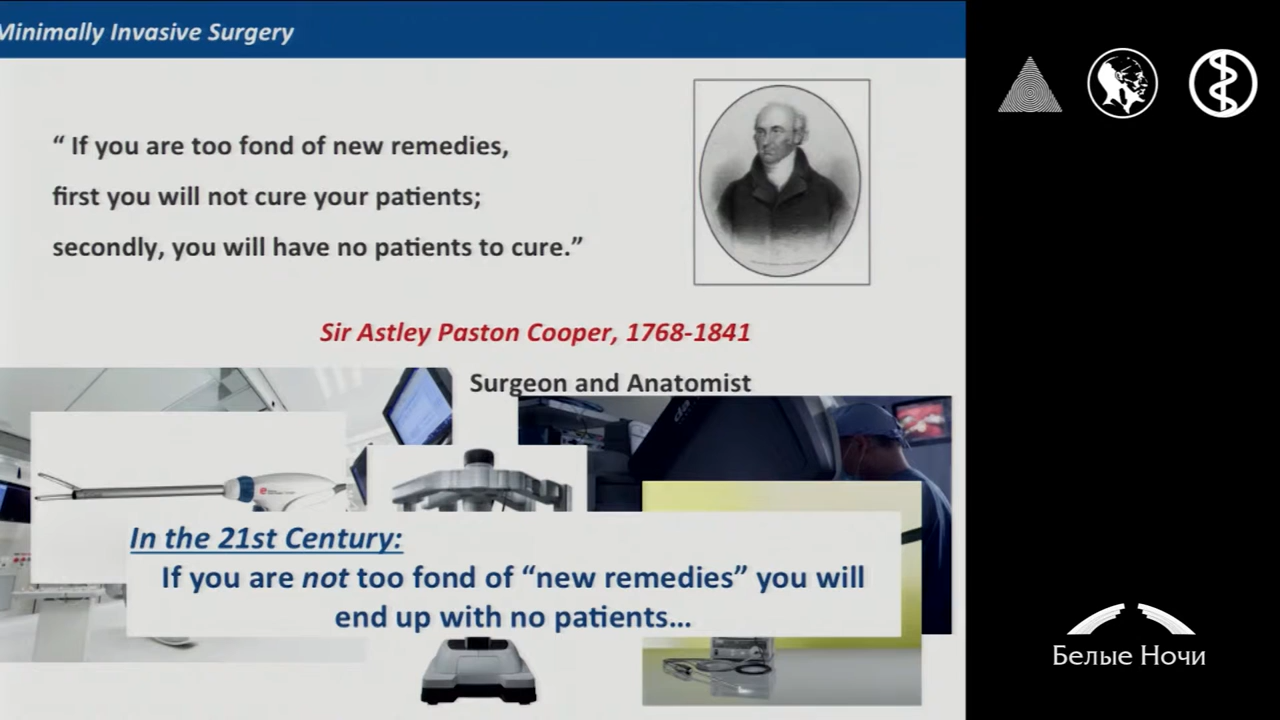 Minimally Invasive Surgery
“ If you are too fond of new remedies,
first you will not cure your patients;
secondly, you will have no patients to cure.”
Sir Astley Paston Cooper, 1768-1841
Surgeon and Anatomist
In the 21st Century:
If you are not too fond of “new remedies” you will
end up with no patients...
Белые Ночи